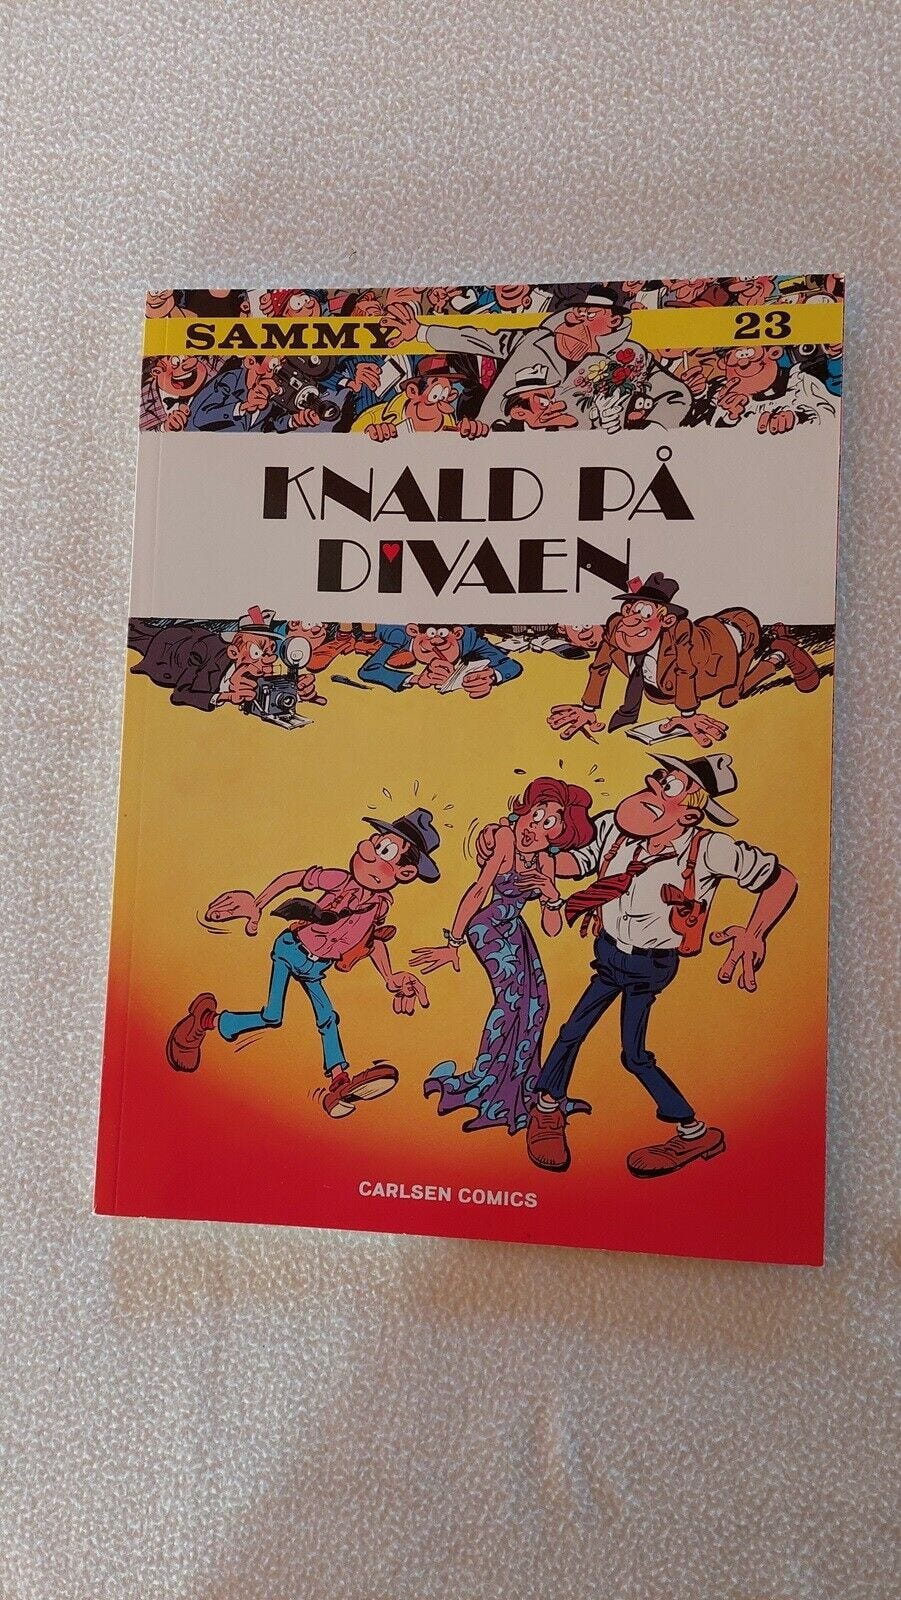 SAMMY
23
KNALD PÅ
DIVAEN
CARLSEN COMICS